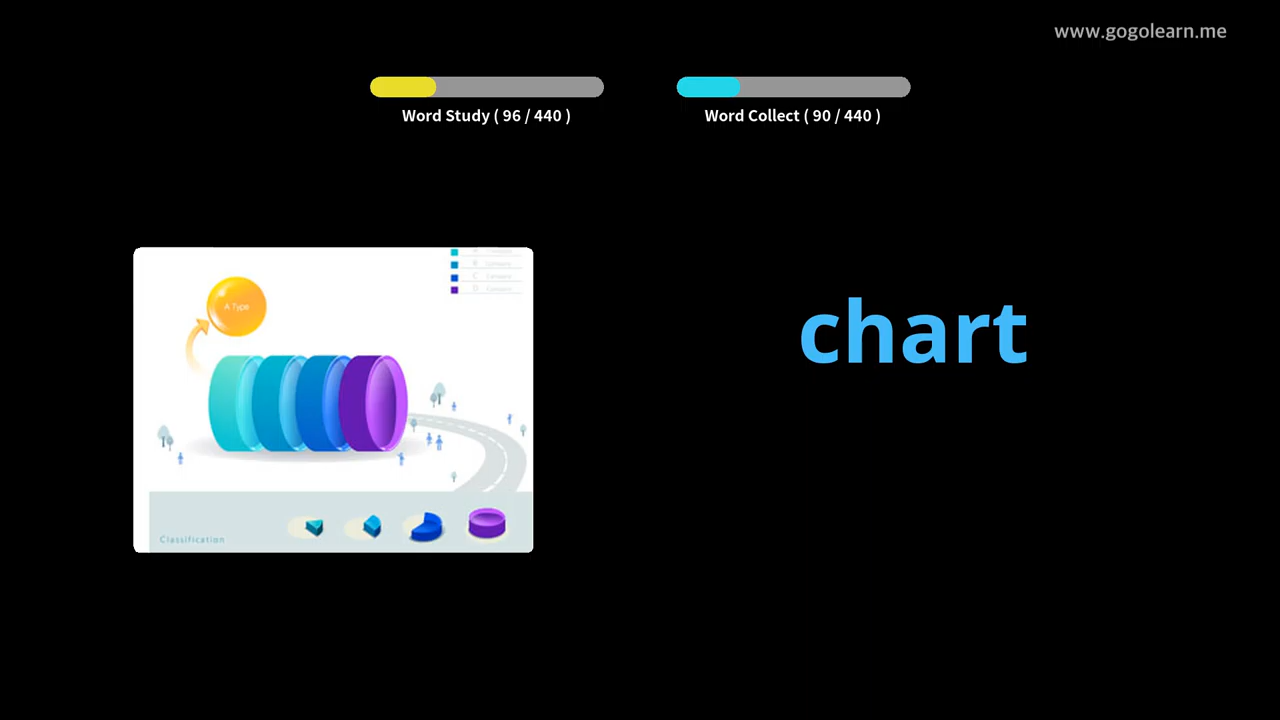 www.gogolearn.me
Word Study ( 96 / 440 )
Word Collect ( 90 / 440 )
A Type
chart
A
B
C
D
Classification